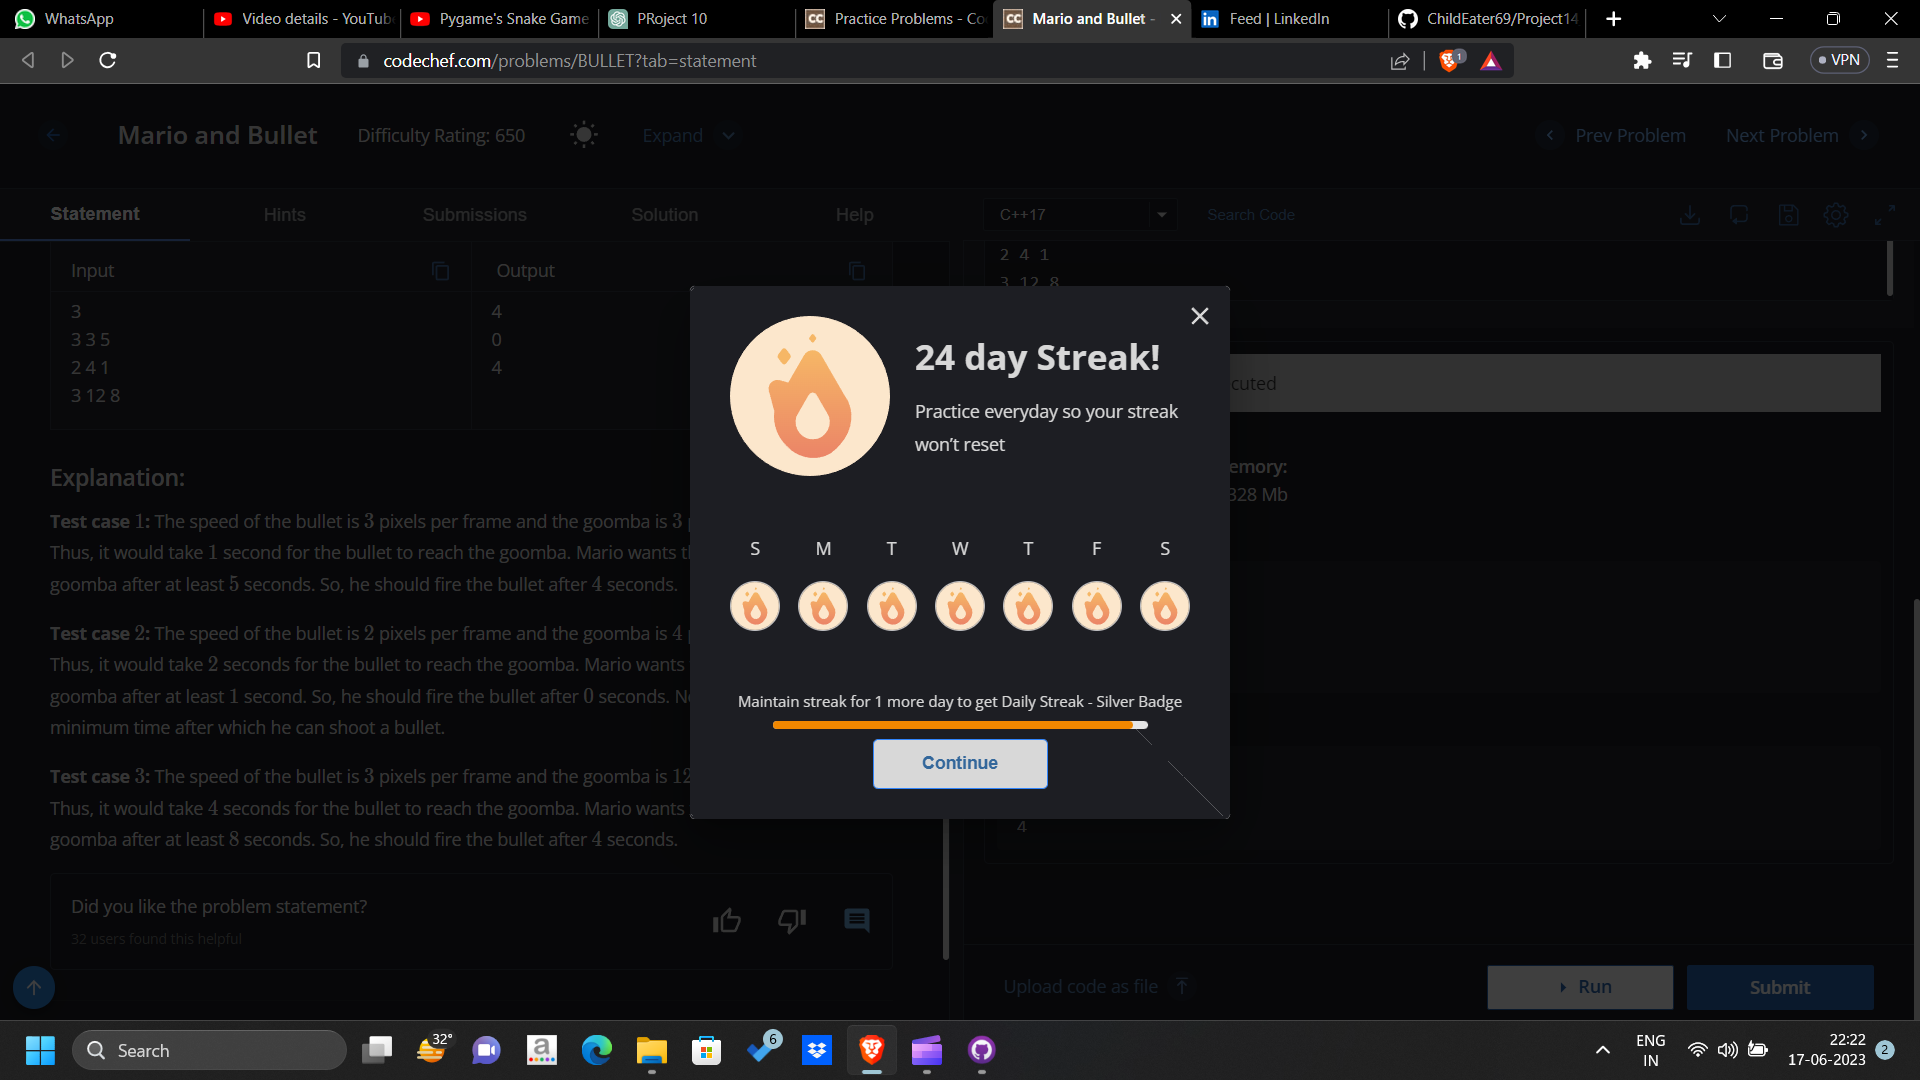 WhatsApp
Video details - YouTub
Pygame's Snake Game
PRoject 10
CC Practice Problems - Co
CC Mario and Bullet -
in Feed | LinkedIn
ChildEater69/Project14
codechef.com/problems/BULLET?tab=statement
1
VPN
Mario and Bullet
Difficulty Rating: 650
Expand
Prev Problem
Next Problem
Statement
Hints
Submissions
Solution
Help
C++17
Search Code
Input
Output
3
3 3 5
2 4 1
3 12 8
4
0
4
2 4 1
3 12 8
24 day Streak!
Practice everyday so your streak
won't reset
S M T W T F S
Maintain streak for 1 more day to get Daily Streak - Silver Badge
Continue
cuted
emory:
328 Mb
4
Explanation:
Test case 1: The speed of the bullet is 3 pixels per frame and the goomba is 3 p
Thus, it would take 1 second for the bullet to reach the goomba. Mario wants th
goomba after at least 5 seconds. So, he should fire the bullet after 4 seconds.
Test case 2: The speed of the bullet is 2 pixels per frame and the goomba is 4 p
Thus, it would take 2 seconds for the bullet to reach the goomba. Mario wants
goomba after at least 1 second. So, he should fire the bullet after 0 seconds. No
minimum time after which he can shoot a bullet.
Test case 3: The speed of the bullet is 3 pixels per frame and the goomba is 12
Thus, it would take 4 seconds for the bullet to reach the goomba. Mario wants
goomba after at least 8 seconds. So, he should fire the bullet after 4 seconds.
Did you like the problem statement?
32 users found this helpful
Upload code as file
Run
Submit
Search
32°
a
6
ENG
IN
22:22
17-06-2023
2